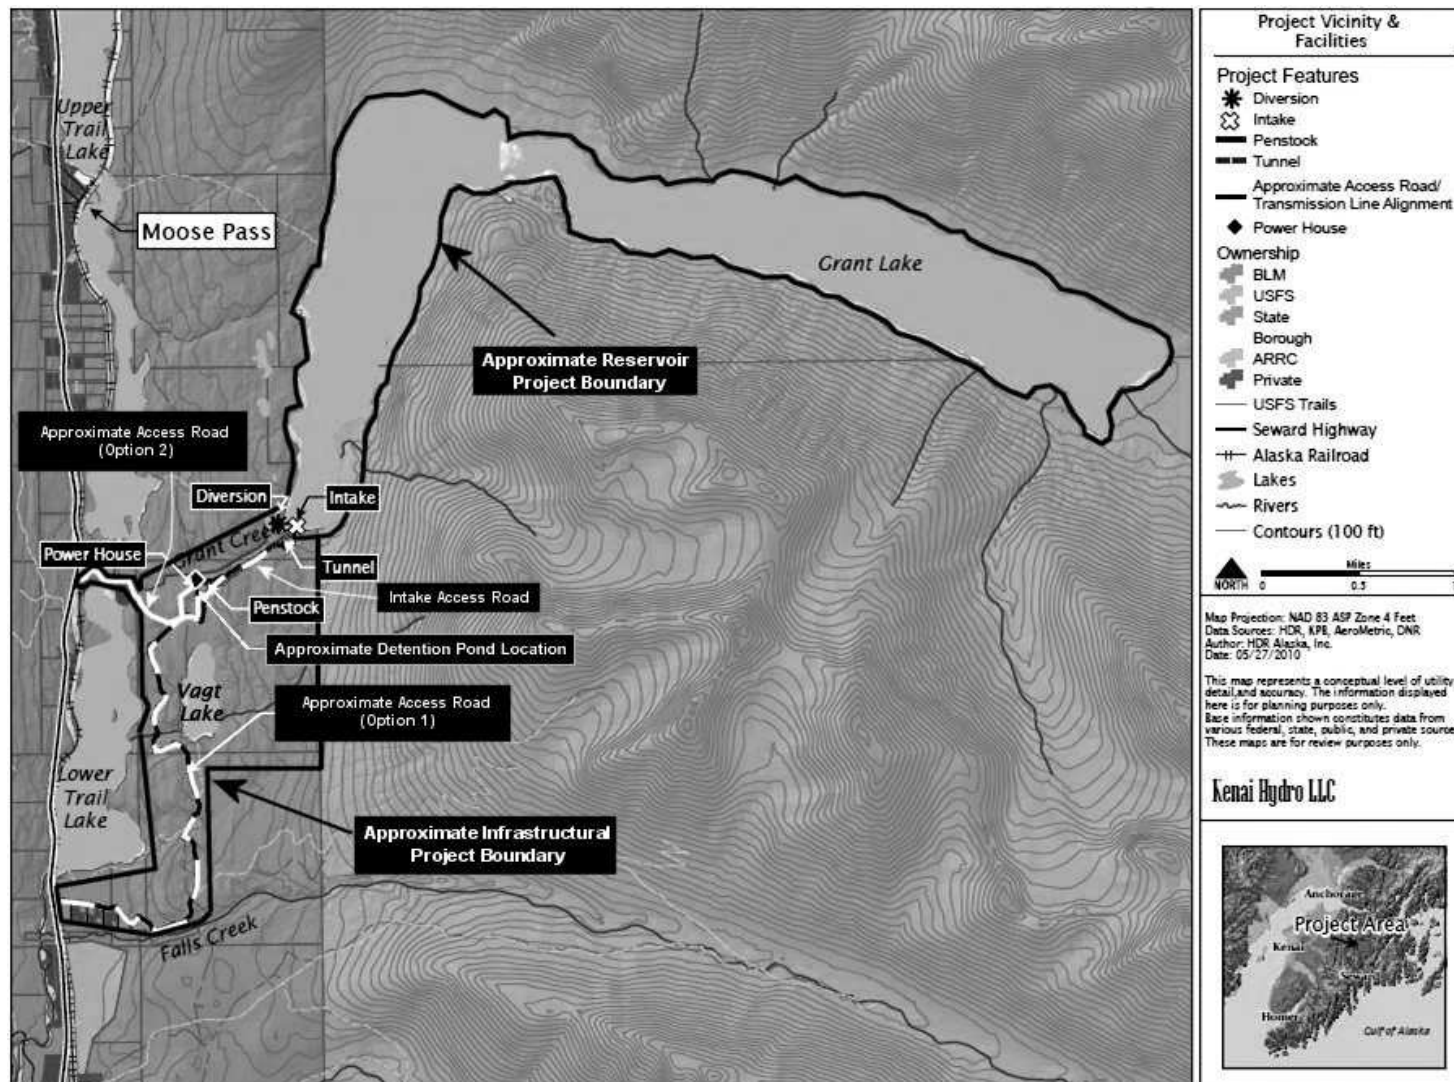 Upper
Trail
Lake
Moose Pass
Grant Lake
Approximate Reservoir
Project Boundary
Approximate Access Road
(Option 2)
Diversion
Intake
Grant Creek
Power House
Tunnel
Intake Access Road
Penstock
Approximate Detention Pond Location
Vagt
Lake
Approximate Access Road
(Option 1)
Lower
Trail
Lake
Approximate Infrastructural
Project Boundary
Falls Creek
Project Vicinity &
Facilities
Project Features
Diversion
Intake
Penstock
Tunnel
Approximate Access Road/
Transmission Line Alignment
Power House
Ownership
BLM
USFS
State
Borough
ARRC
Private
USFS Trails
Seward Highway
Alaska Railroad
Lakes
Rivers
Contours (100 ft)
Miles
NORTH 0 0.5
Map Projection: NAD 83 ASP Zone 4 Feet
Data Sources: HDR, KPB, AeroMetric, DNR
Author: HDR Alaska, Inc.
Date: 05/27/2010
This map represents a conceptual level of utility
detail,and accuracy. The information displayed
here is for planning purposes only.
Base information shown constitutes data from
various federal, state, public, and private source
These maps are for review purposes only.
Kenai Hydro LLC
Anchorage
Project Area
Kenai
Seward
Homer
Gulf of Alaska